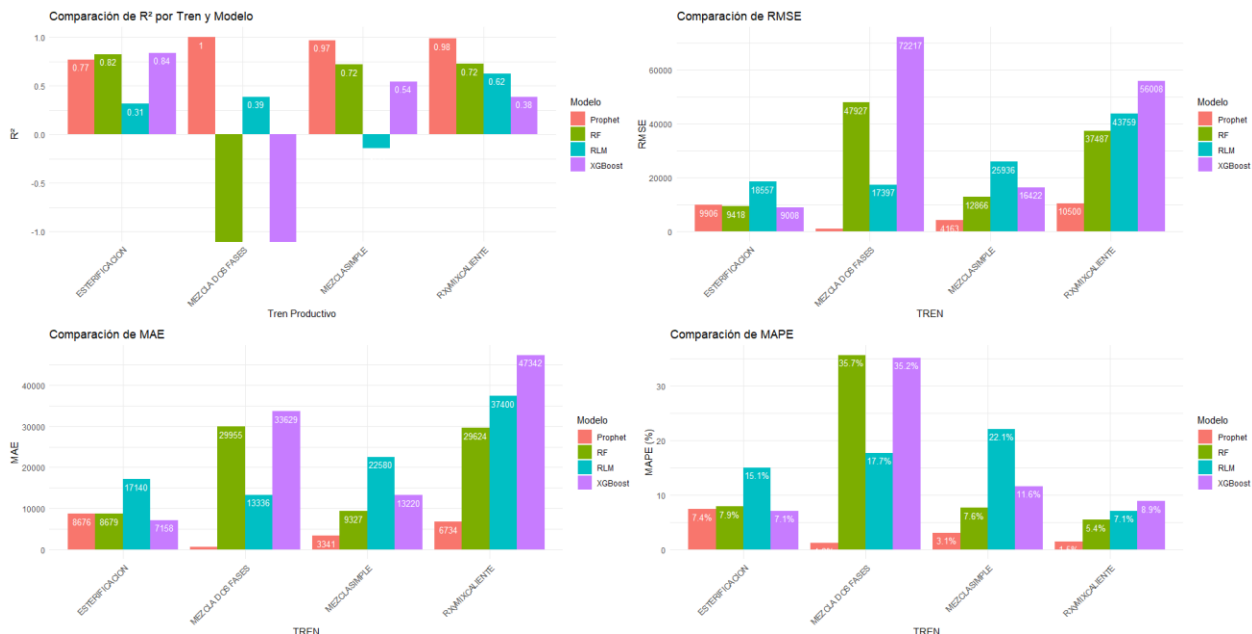 Comparación de R² por Tren y Modelo
1.0
0.5
0.0
-0.5
-1.0
R²
0.77
0.82
0.31
0.84
1
0.39
0.97
0.72
0.54
0.98
0.72
0.62
0.38
ESTERIFICACION
MEZCLA DOS FASES
MEZCLASIMPLE
RXyMIXCALIENTE
Tren Productivo
Modelo
Prophet
RF
RLM
XGBoost
Comparación de RMSE
60000
40000
20000
0
RMSE
9906
9418
18557
9008
47927
17397
72217
4163
12866
25936
16422
10500
37487
43759
56008
ESTERIFICACION
MEZCLA DOS FASES
MEZCLASIMPLE
RXyMIXCALIENTE
TREN
Modelo
Prophet
RF
RLM
XGBoost
Comparación de MAE
40000
30000
20000
10000
0
MAE
8676
8679
17140
7158
29955
13336
33629
3341
9327
22580
13220
6734
29624
37400
47342
ESTERIFICACION
MEZCLA DOS FASES
MEZCLASIMPLE
RXyMIXCALIENTE
TREN
Modelo
Prophet
RF
RLM
XGBoost
Comparación de MAPE
30
20
10
0
MAPE (%)
7.4%
7.9%
15.1%
7.1%
35.7%
17.7%
35.2%
3.1%
7.6%
22.1%
11.6%
1.5%
5.4%
7.1%
8.9%
ESTERIFICACION
MEZCLA DOS FASES
MEZCLASIMPLE
RXyMIXCALIENTE
TREN
Modelo
Prophet
RF
RLM
XGBoost